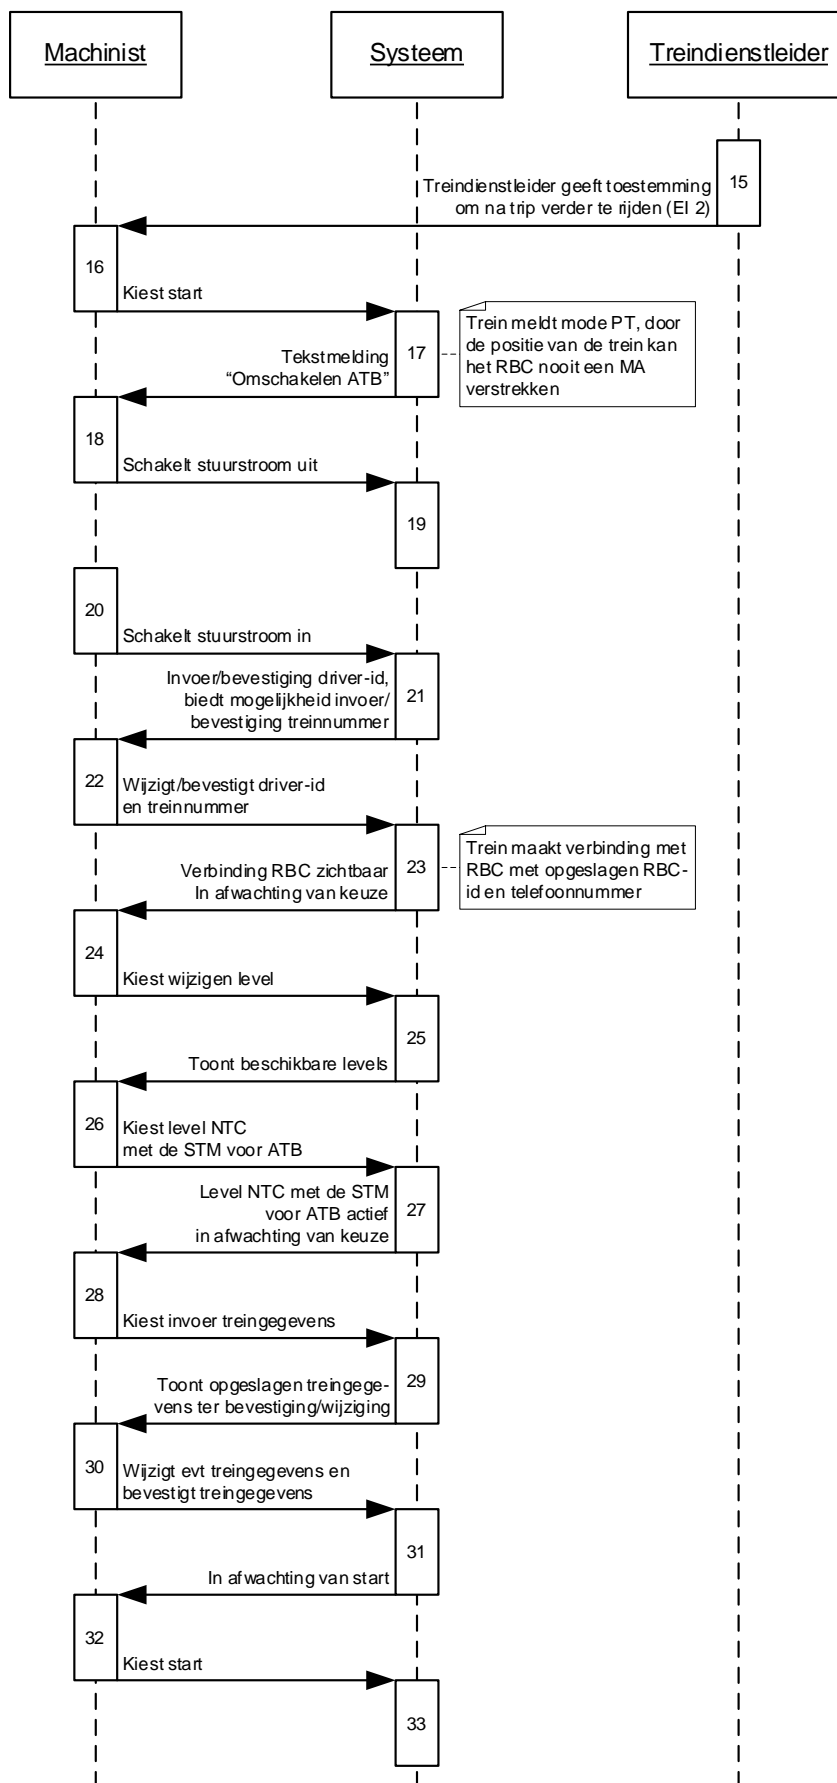 Machinist
Systeem
Treindienstleider
15
Treindienstleider geeft toestemming
om na trip verder te rijden (EI 2)
16
Kiest start
17
Trein meldt mode PT, door
de positie van de trein kan
het RBC nooit een MA
verstrekken
Tekstmelding
“Omschakelen ATB”
18
Schakelt stuurstroom uit
19
20
Schakelt stuurstroom in
Invoer/bevestiging driver-id,
biedt mogelijkheid invoer/
bevestiging treinnummer
21
22
Wijzigt/bevestigt driver-id
en treinnummer
23
Trein maakt verbinding met
RBC met opgeslagen RBC-
id en telefoonnummer
Verbinding RBC zichtbaar
In afwachting van keuze
24
Kiest wijzigen level
25
Toont beschikbare levels
26
Kiest level NTC
met de STM voor ATB
27
Level NTC met de STM
voor ATB actief
in afwachting van keuze
28
Kiest invoer treingegevens
29
Toont opgeslagen treingege-
vens ter bevestiging/wijziging
30
Wijzigt evt treingegevens en
bevestigt treingegevens
31
In afwachting van start
32
Kiest start
33